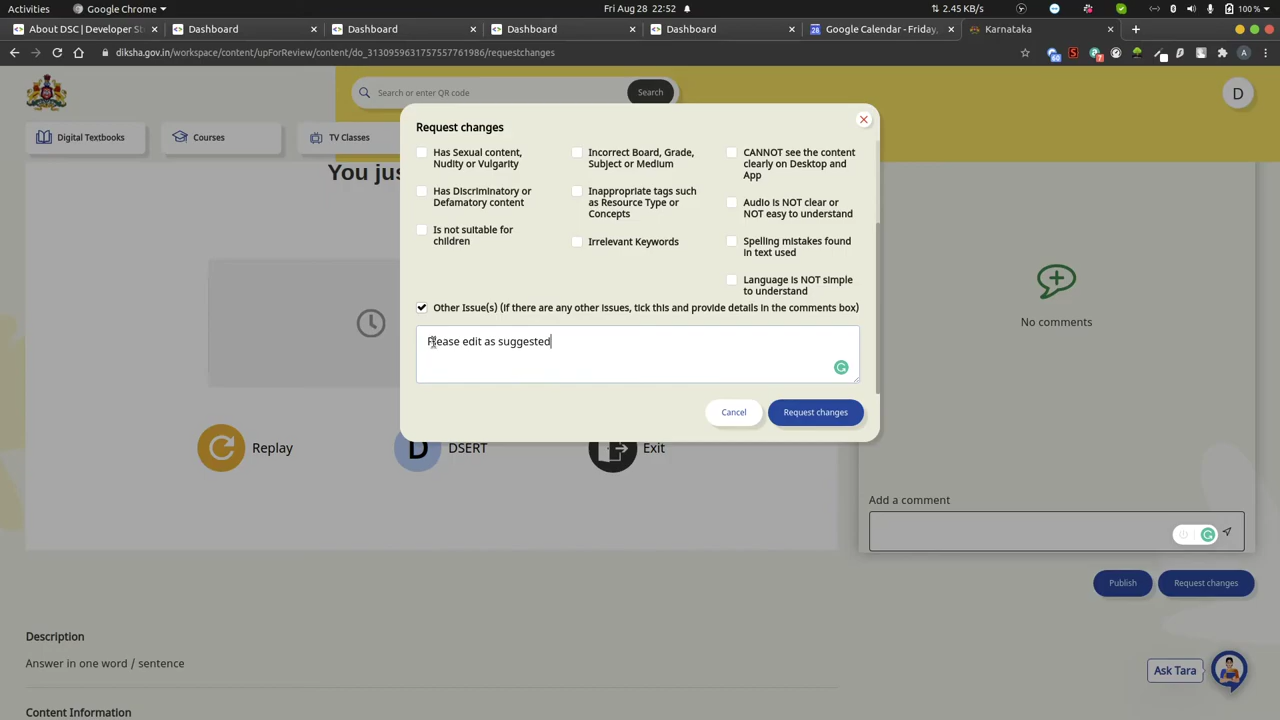 Activities
Google Chrome
Fri Aug 28 22:52
2.45 KB/s
100 %
About DSC | Developer St
Dashboard
Dashboard
Dashboard
Dashboard
Google Calendar - Friday,
Karnataka
diksha.gov.in/workspace/content/upForReview/content/do_3130959631757557761986/requestchanges
60
7
A
Search or enter QR code
Search
D
Digital Textbooks
Courses
TV Classes
You jus
Request changes
Has Sexual content,
Nudity or Vulgarity
Has Discriminatory or
Defamatory content
Is not suitable for
children
Incorrect Board, Grade,
Subject or Medium
Inappropriate tags such
as Resource Type or
Concepts
Irrelevant Keywords
CANNOT see the content
clearly on Desktop and
App
Audio is NOT clear or
NOT easy to understand
Spelling mistakes found
in text used
Language is NOT simple
to understand
Other Issue(s) (if there are any other issues, tick this and provide details in the comments box)
Please edit as suggested
Cancel
Request changes
No comments
Replay
D
DSERT
Exit
Add a comment
Publish
Request changes
Description
Answer in one word / sentence
Ask Tara
Content Information